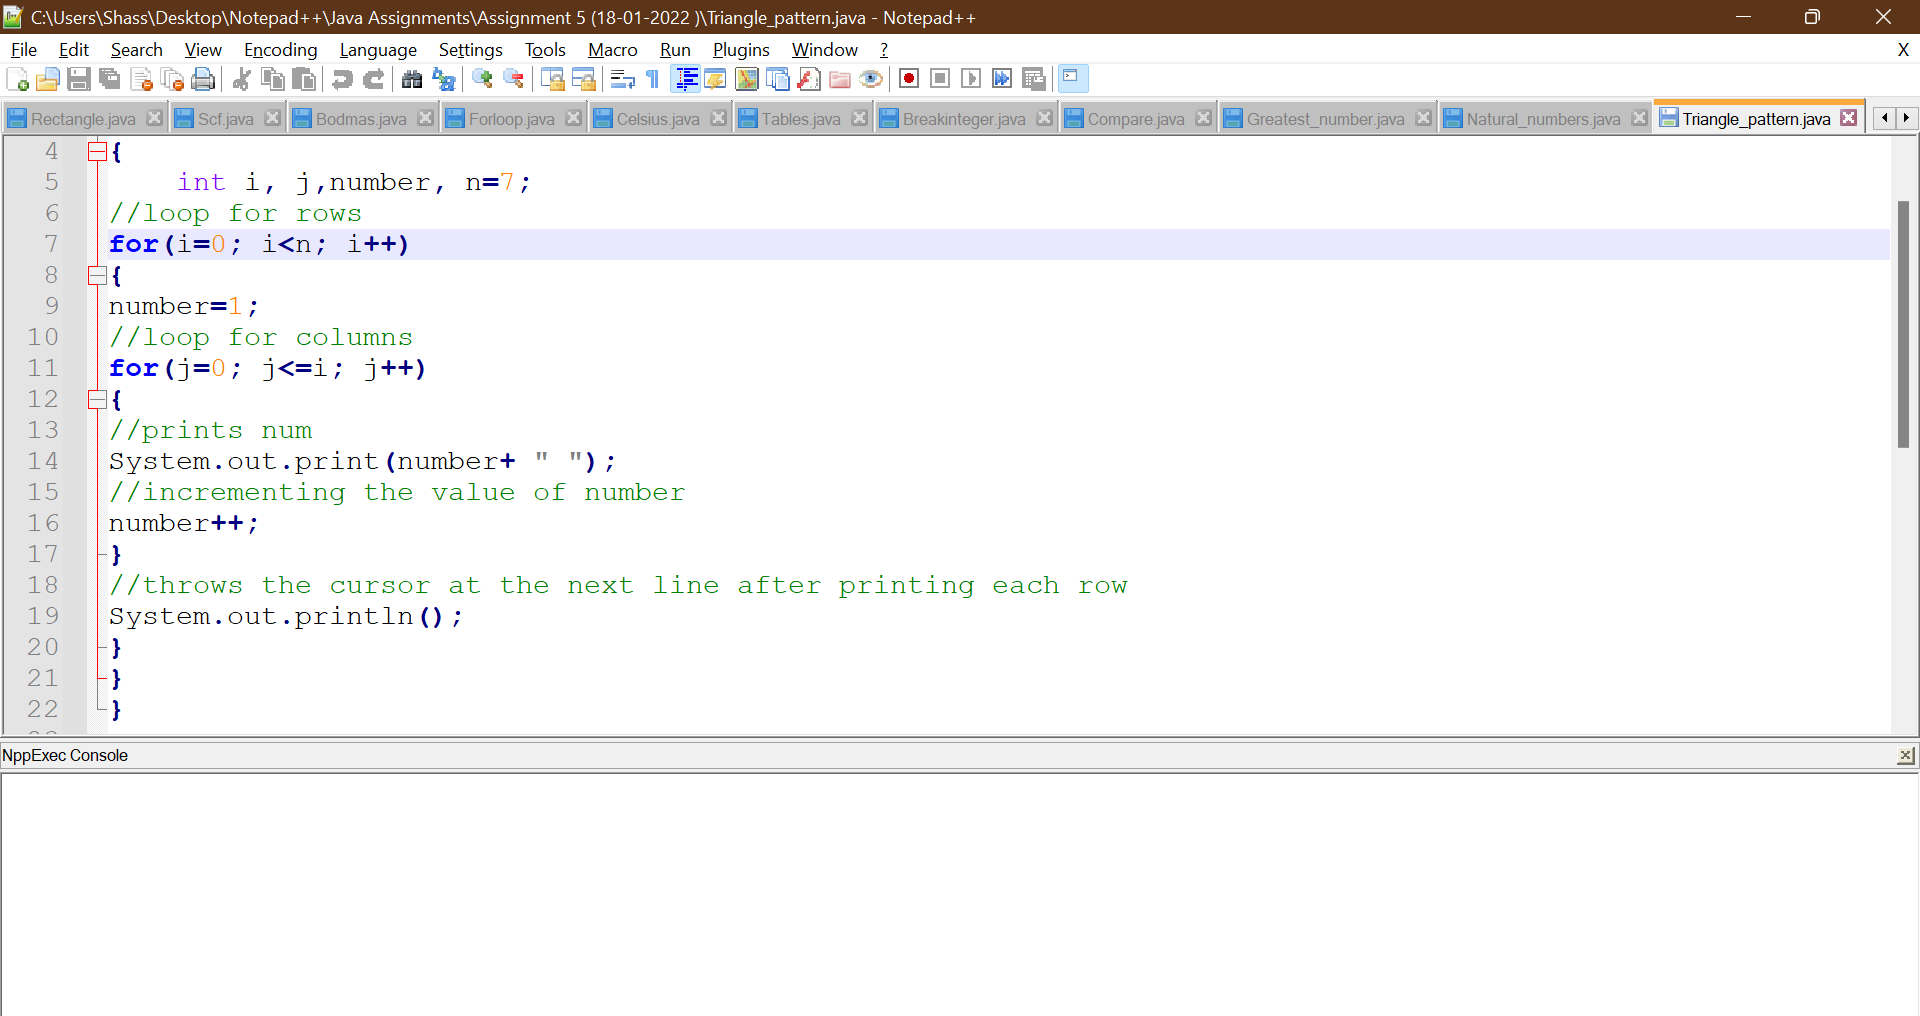 C:\Users\Shass\Desktop\Notepad++\Java Assignments\Assignment 5 (18-01-2022 )\Triangle_pattern.java - Notepad++
File Edit Search View Encoding Language Settings Tools Macro Run Plugins Window ? X
Rectangle.java Scf.java Bodmas.java Forloop.java Celsius.java Tables.java Breakinteger.java Compare.java Greatest_number.java Natural_numbers.java Triangle_pattern.java
4 {
5 int i, j,number, n=7;
6 //loop for rows
7 for(i=0; i<n; i++)
8 {
9 number=1;
10 //loop for columns
11 for(j=0; j<=i; j++)
12 {
13 //prints num
14 System.out.print(number+ " ");
15 //incrementing the value of number
16 number++;
17 }
18 //throws the cursor at the next line after printing each row
19 System.out.println();
20 }
21 }
22 }
NppExec Console